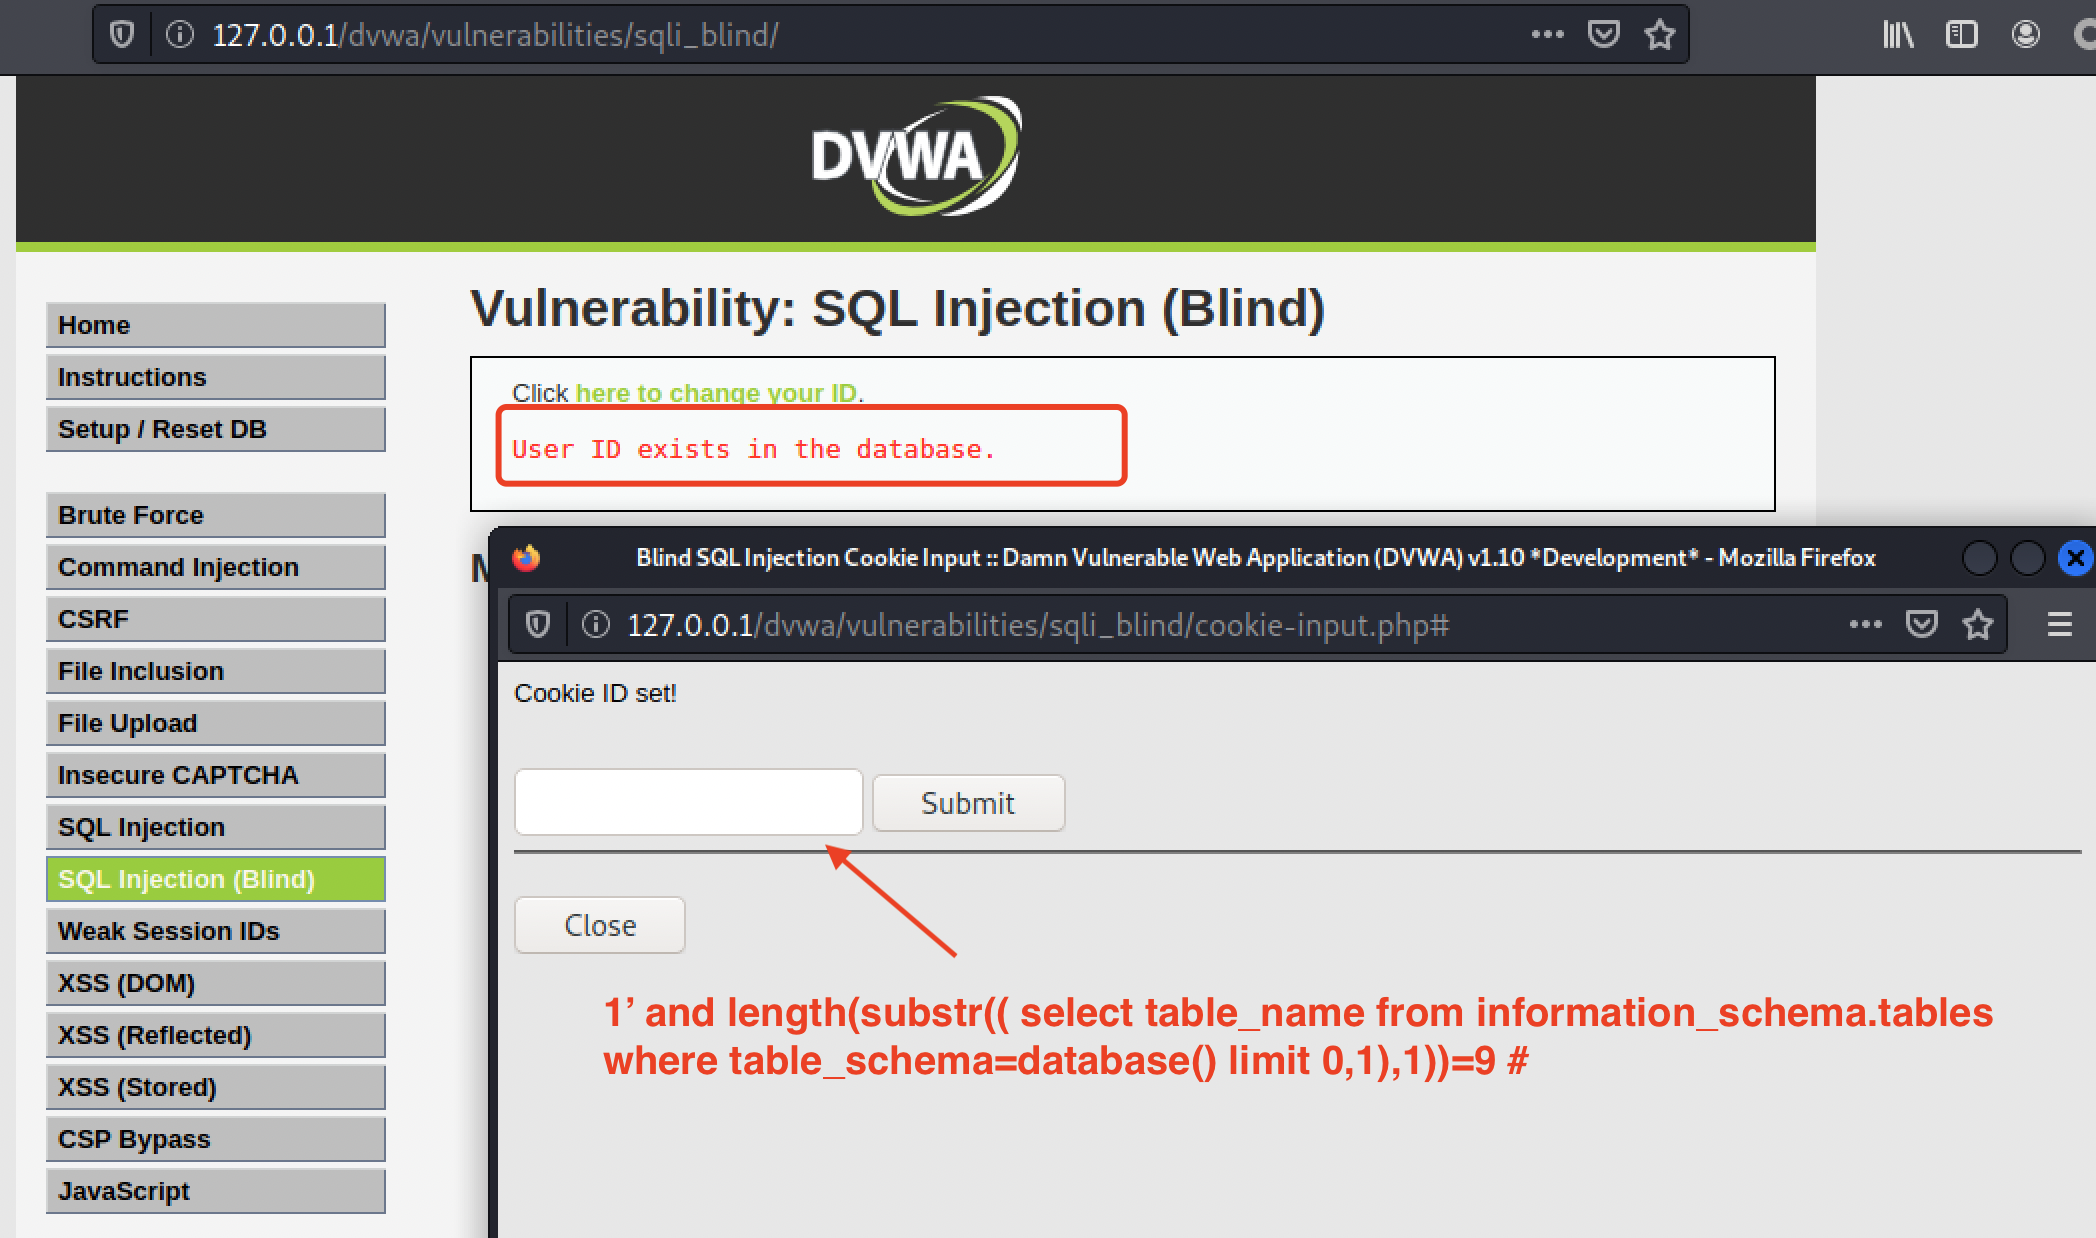 127.0.0.1/dvwa/vulnerabilities/sqli_blind/
DVWA
Home
Instructions
Setup / Reset DB
Brute Force
Command Injection
CSRF
File Inclusion
File Upload
Insecure CAPTCHA
SQL Injection
SQL Injection (Blind)
Weak Session IDs
XSS (DOM)
XSS (Reflected)
XSS (Stored)
CSP Bypass
JavaScript
Vulnerability: SQL Injection (Blind)
Click here to change your ID.
User ID exists in the database.
Blind SQL Injection Cookie Input :: Damn Vulnerable Web Application (DVWA) v1.10 *Development* - Mozilla Firefox
127.0.0.1/dvwa/vulnerabilities/sqli_blind/cookie-input.php#
Cookie ID set!
Submit
Close
1’ and length(substr(( select table_name from information_schema.tables
where table_schema=database() limit 0,1),1))=9 #